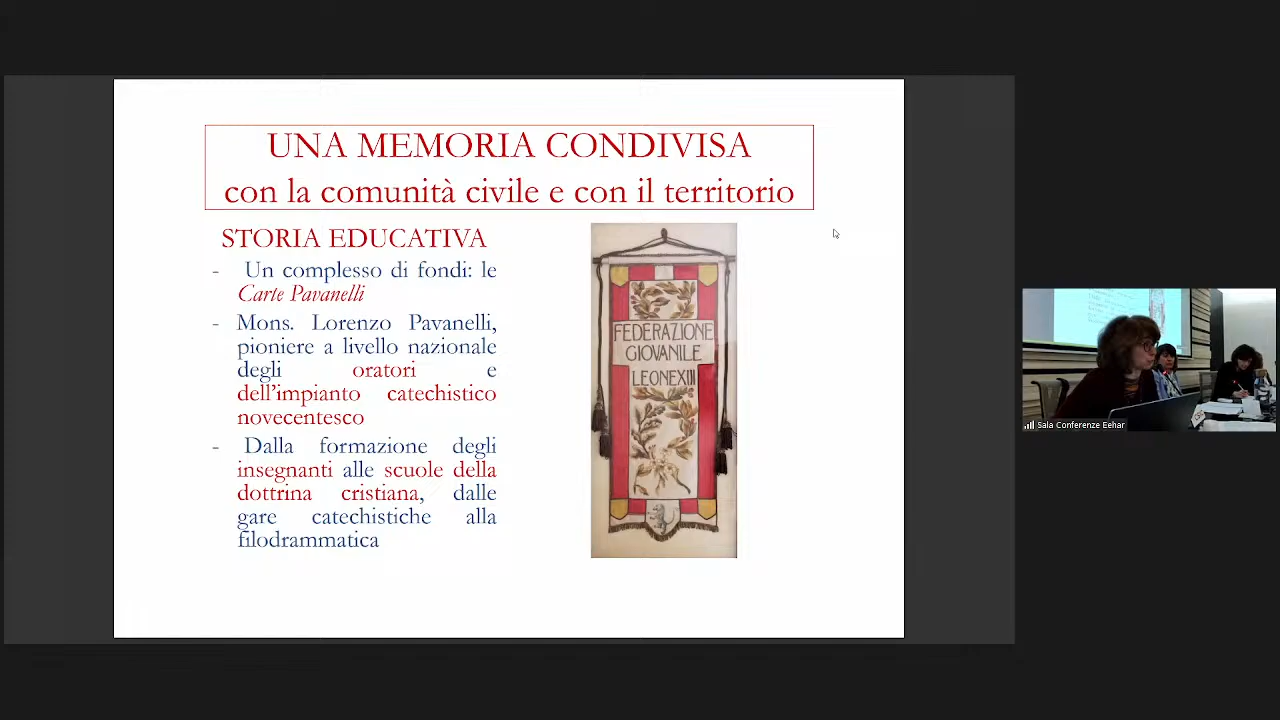 UNA MEMORIA CONDIVISA
con la comunità civile e con il territorio
STORIA EDUCATIVA
- Un complesso di fondi: le
Carte Pavanelli
- Mons. Lorenzo Pavanelli,
pioniere a livello nazionale
degli oratori e
dell'impianto catechistico
novecentesco
- Dalla formazione degli
insegnanti alle scuole della
dottrina cristiana, dalle
gare catechistiche alla
filodrammatica
FEDERAZIONE
GIOVANILE
LEONEXIII
Sala Conferenze Eehar